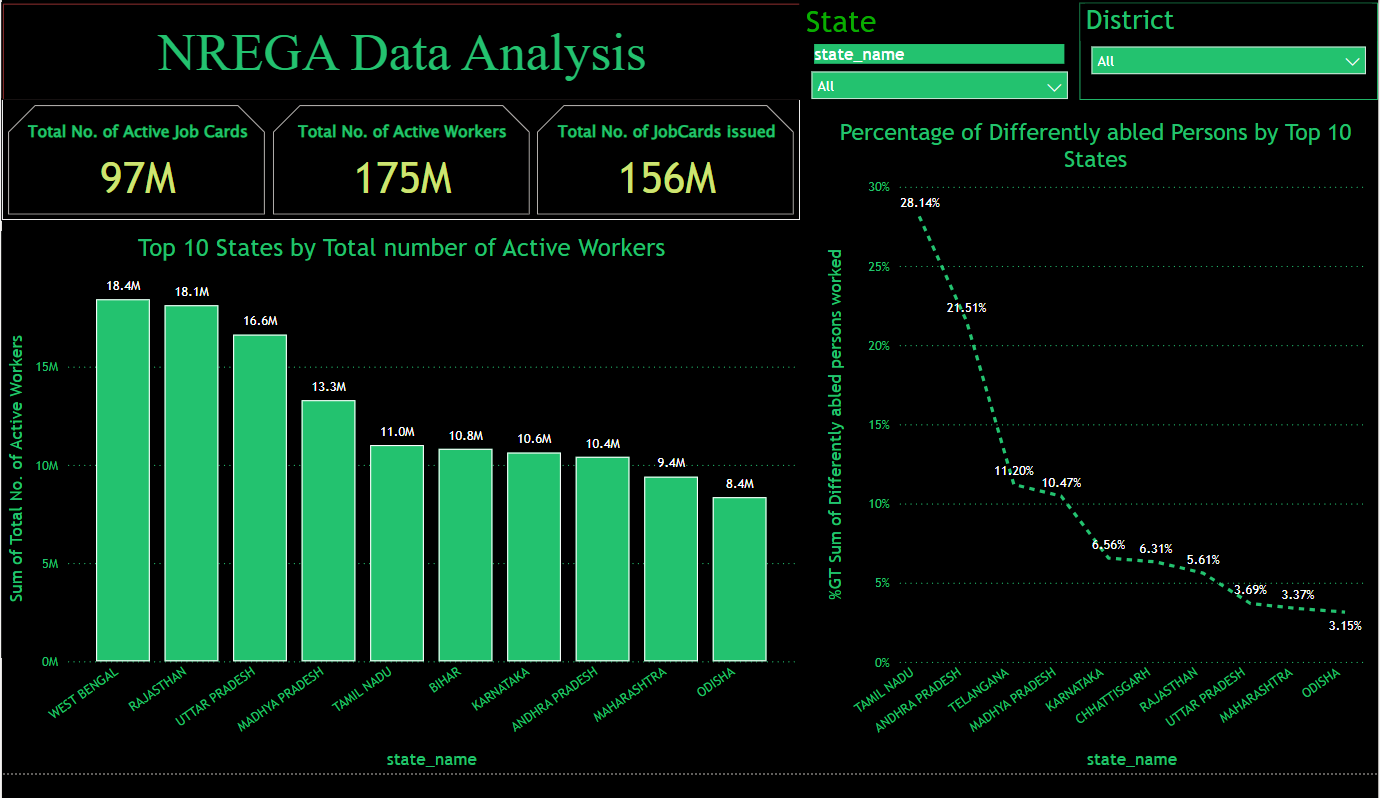 NREGA Data Analysis
State
state_name
All
District
All
Total No. of Active Job Cards
97M
Total No. of Active Workers
175M
Total No. of JobCards issued
156M
Top 10 States by Total number of Active Workers
Sum of Total No. of Active Workers
15M
10M
5M
0M
18.4M
18.1M
16.6M
13.3M
11.0M
10.8M
10.6M
10.4M
9.4M
8.4M
WEST BENGAL
RAJASTHAN
UTTAR PRADESH
MADHYA PRADESH
TAMIL NADU
BIHAR
KARNATAKA
ANDHRA PRADESH
MAHARASHTRA
ODISHA
state_name
Percentage of Differently abled Persons by Top 10
States
%GT Sum of Differently abled persons worked
30%
25%
20%
15%
10%
5%
0%
28.14%
21.51%
11.20%
10.47%
6.56%
6.31%
5.61%
3.69%
3.37%
3.15%
TAMIL NADU
ANDHRA PRADESH
TELANGANA
MADHYA PRADESH
KARNATAKA
CHHATTISGARH
RAJASTHAN
UTTAR PRADESH
MAHARASHTRA
ODISHA
state_name